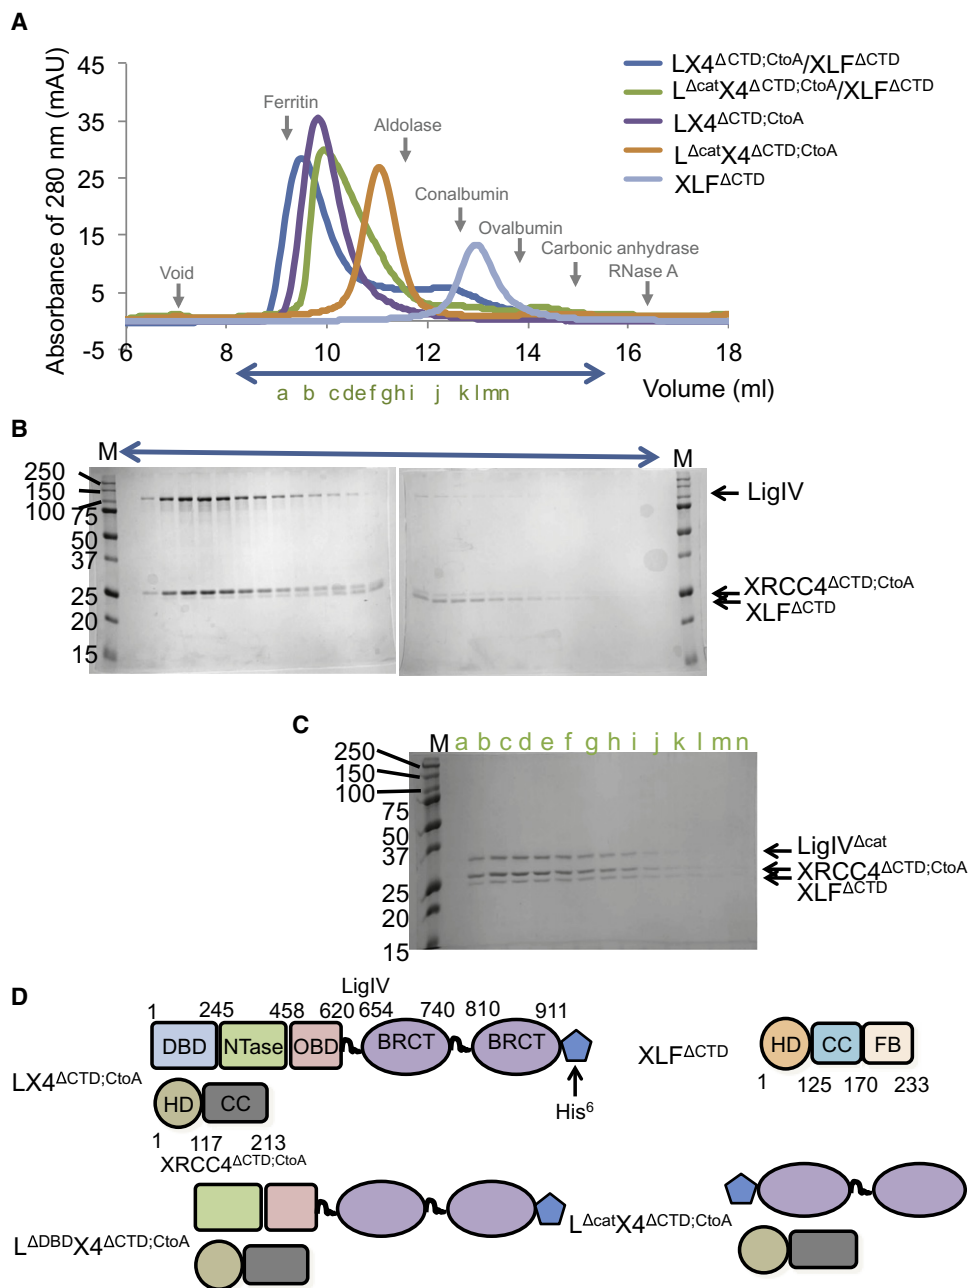 A
Absorbance of 280 nm (mAU)
45
35
25
15
5
-5
6 8 10 12 14 16 18
Volume (ml)
Void
Ferritin
Aldolase
Conalbumin
Ovalbumin
Carbonic anhydrase
RNase A
LX4ΔCTD;CtoA/XLFΔCTD
LΔcatX4ΔCTD;CtoA/XLFΔCTD
LX4ΔCTD;CtoA
LΔcatX4ΔCTD;CtoA
XLFΔCTD
a b c d e f g h i j k l m n
B
M M
250
150
100
75
50
37
25
20
15
LigIV
XRCC4ΔCTD;CtoA
XLFΔCTD
C
M a b c d e f g h i j k l m n
250
150
100
75
50
37
25
20
15
LigIVΔcat
XRCC4ΔCTD;CtoA
XLFΔCTD
D
LigIV
1 245 458 620 654 740 810 911
DBD NTase OBD BRCT BRCT
His6
LX4ΔCTD;CtoA
HD CC
1 117 213
XRCC4ΔCTD;CtoA
XLFΔCTD
HD CC FB
1 125 170 233
LΔDBDX4ΔCTD;CtoA
LΔcatX4ΔCTD;CtoA